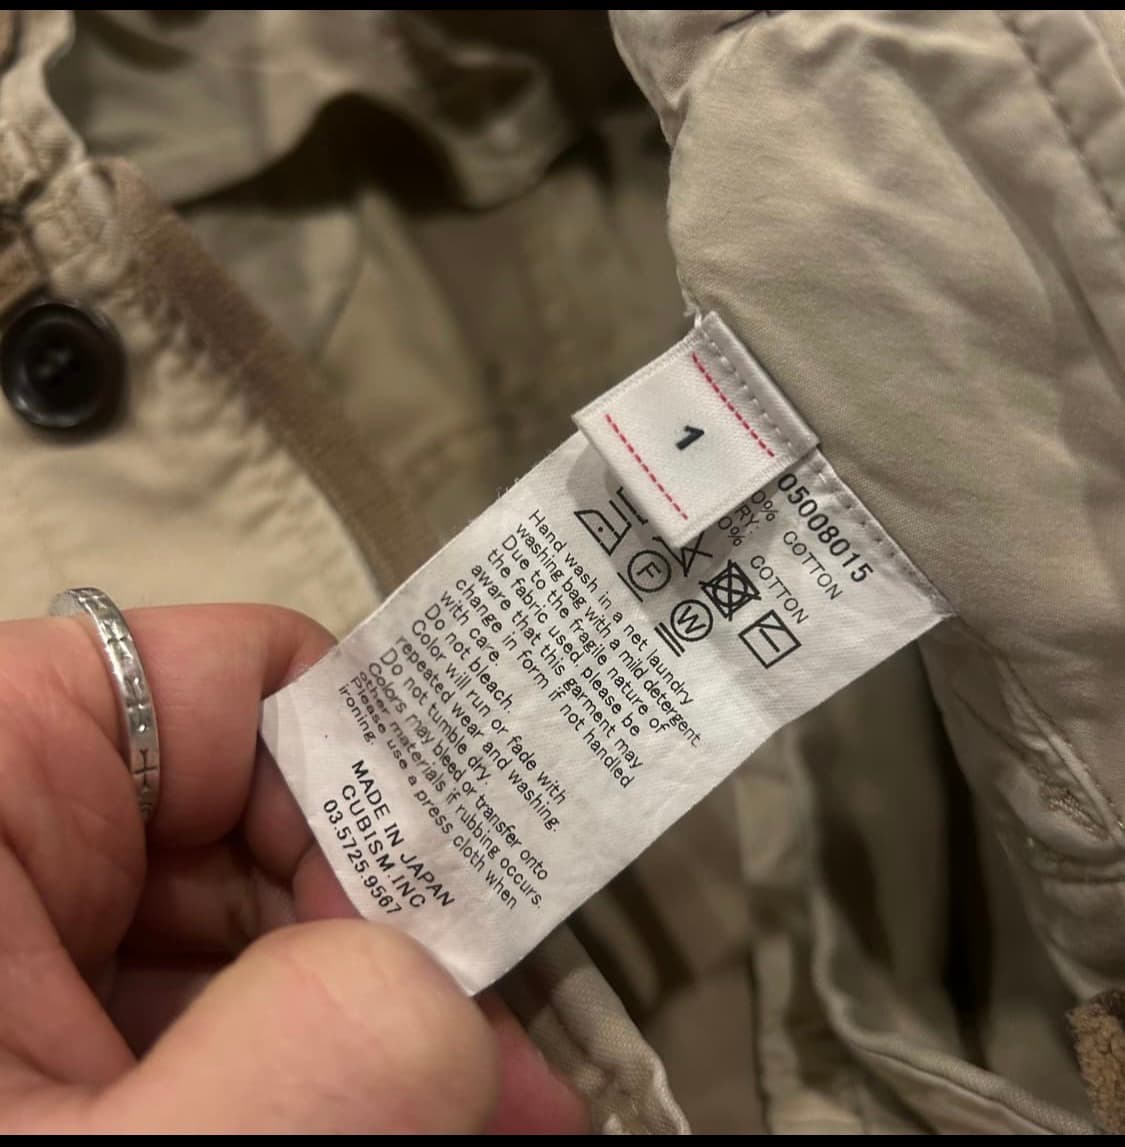 1
05008015
0% COTTON
RY:
0% COTTON
F
W
Hand wash in a net laundry
washing bag with a mild detergent.
Due to the fragile nature of
the fabric used, please be
aware that this garment may
change in form if not handled
with care.
Do not bleach.
Color will run or fade with
repeated wear and washing.
Do not tumble dry.
Colors may bleed or transfer onto
other materials if rubbing occurs.
Please use a press cloth when
ironing.
MADE IN JAPAN
CUBISM.INC
03.5725.9567